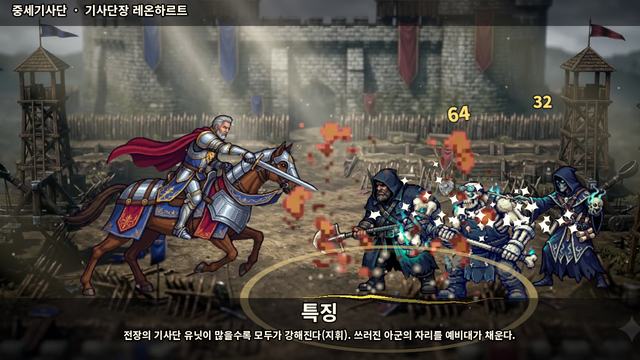 중세기사단 · 기사단장 레온하르트
64
32
특징
전장의 기사단 유닛이 많을수록 모두가 강해진다(지휘). 쓰러진 아군의 자리를 예비대가 채운다.